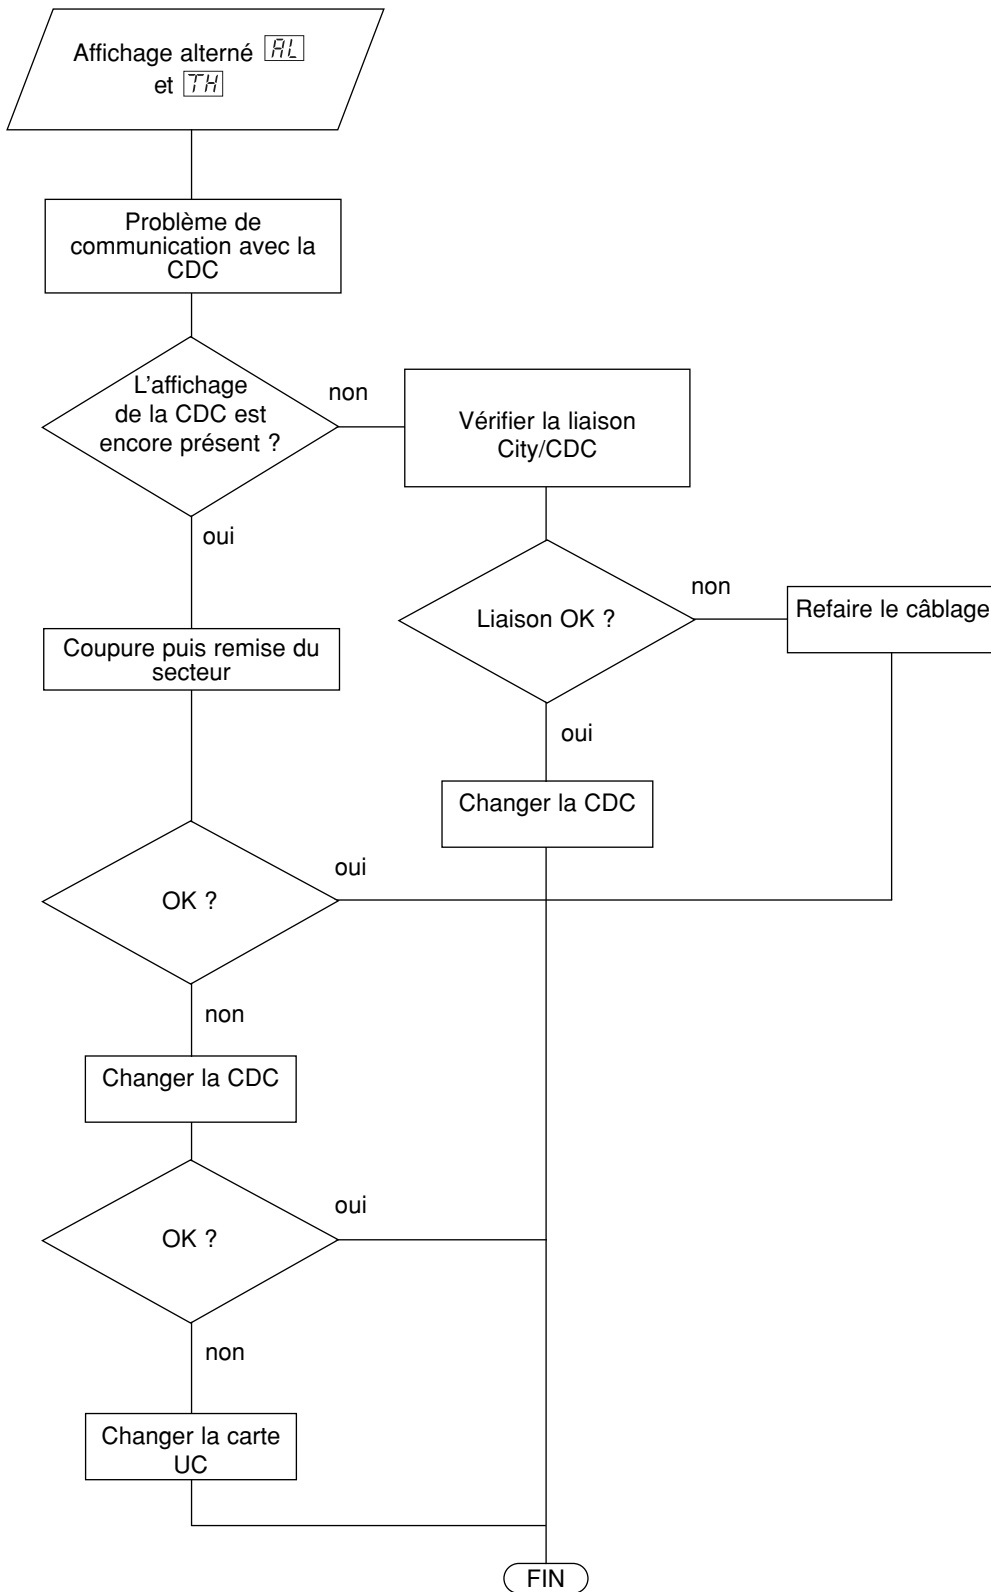 Affichage alterné AL
et TH
Problème de
communication avec la
CDC
L'affichage
de la CDC est
encore présent ?
non
Vérifier la liaison
City/CDC
oui
Liaison OK ?
non
Refaire le câblage
Coupure puis remise du
secteur
oui
Changer la CDC
OK ?
oui
non
Changer la CDC
OK ?
oui
non
Changer la carte
UC
FIN